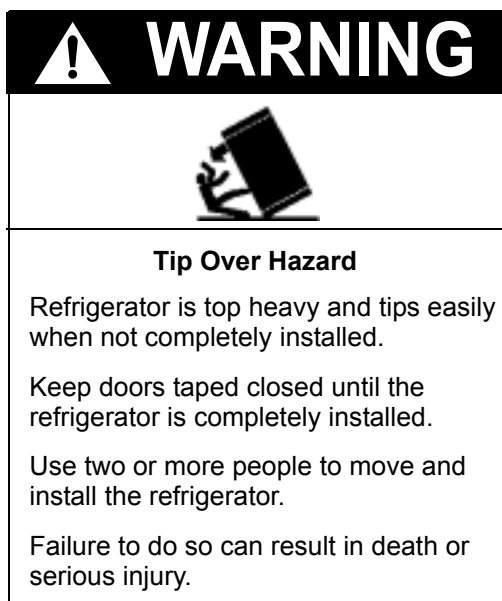 WARNING
Tip Over Hazard
Refrigerator is top heavy and tips easily
when not completely installed.
Keep doors taped closed until the
refrigerator is completely installed.
Use two or more people to move and
install the refrigerator.
Failure to do so can result in death or
serious injury.